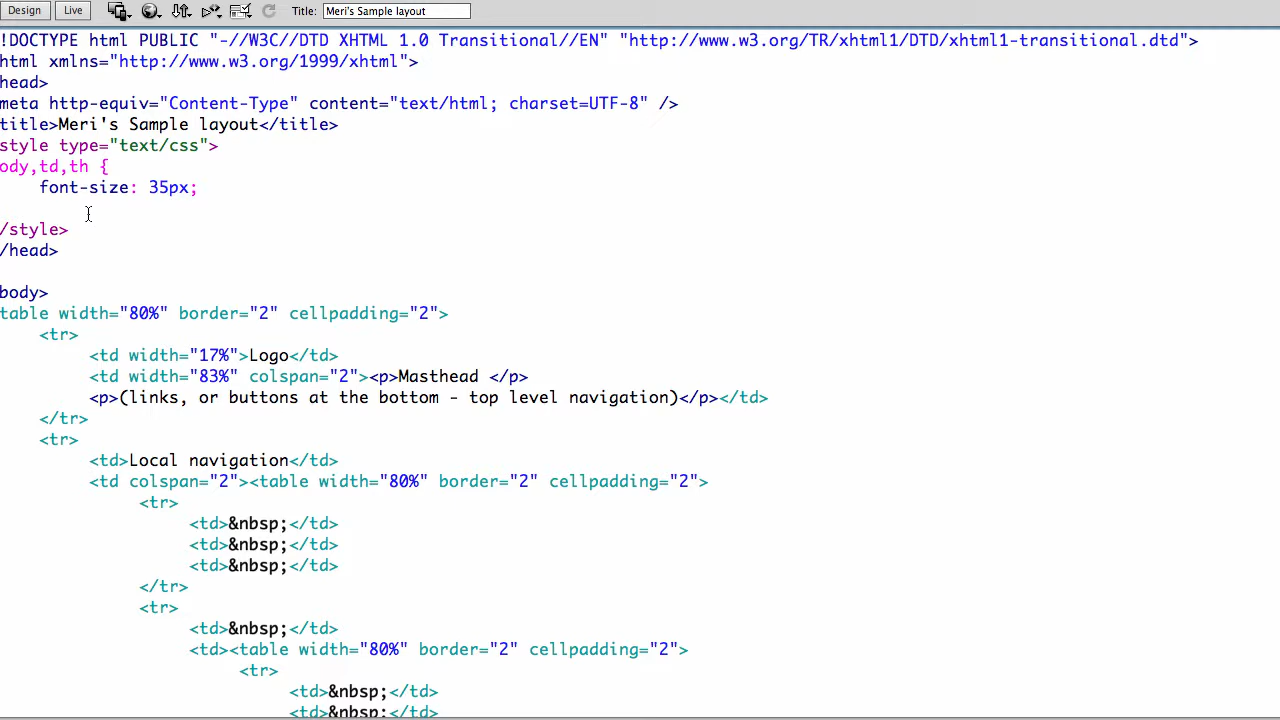 Design Live Title: Meri's Sample layout
!DOCTYPE html PUBLIC "-//W3C//DTD XHTML 1.0 Transitional//EN" "http://www.w3.org/TR/xhtml1/DTD/xhtml1-transitional.dtd">
html xmlns="http://www.w3.org/1999/xhtml">
head>
meta http-equiv="Content-Type" content="text/html; charset=UTF-8" />
title>Meri's Sample layout</title>
style type="text/css">
ody,td,th {
font-size: 35px;
/style>
/head>
body>
table width="80%" border="2" cellpadding="2">
<tr>
<td width="17%">Logo</td>
<td width="83%" colspan="2"><p>Masthead </p>
<p>(links, or buttons at the bottom - top level navigation)</p></td>
</tr>
<tr>
<td>Local navigation</td>
<td colspan="2"><table width="80%" border="2" cellpadding="2">
<tr>
<td>&nbsp;</td>
<td>&nbsp;</td>
<td>&nbsp;</td>
</tr>
<tr>
<td>&nbsp;</td>
<td><table width="80%" border="2" cellpadding="2">
<tr>
<td>&nbsp;</td>
<td>&nbsp;</td>